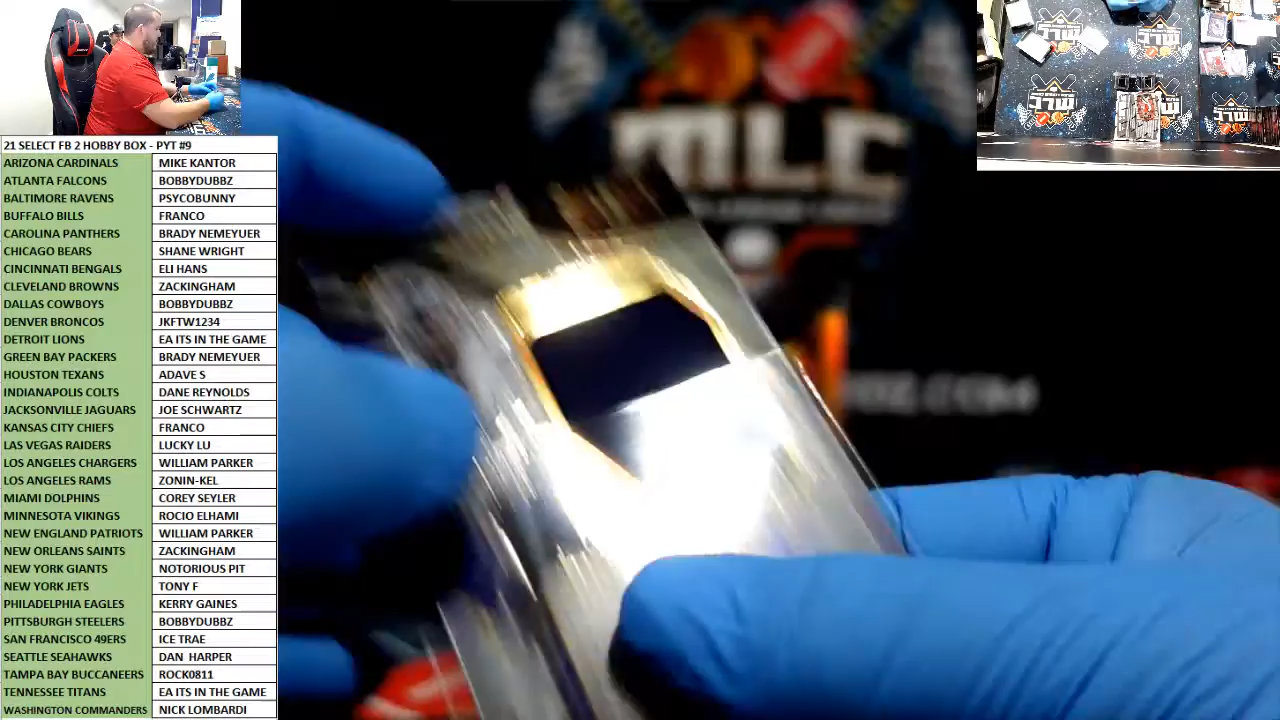 MLC
21 SELECT FB 2 HOBBY BOX - PYT #9
ARIZONA CARDINALS MIKE KANTOR
ATLANTA FALCONS BOBBYDUBBZ
BALTIMORE RAVENS PSYCOBUNNY
BUFFALO BILLS FRANCO
CAROLINA PANTHERS BRADY NEMEYUER
CHICAGO BEARS SHANE WRIGHT
CINCINNATI BENGALS ELI HANS
CLEVELAND BROWNS ZACKINGHAM
DALLAS COWBOYS BOBBYDUBBZ
DENVER BRONCOS JKFTW1234
DETROIT LIONS EA ITS IN THE GAME
GREEN BAY PACKERS BRADY NEMEYUER
HOUSTON TEXANS ADAVE S
INDIANAPOLIS COLTS DANE REYNOLDS
JACKSONVILLE JAGUARS JOE SCHWARTZ
KANSAS CITY CHIEFS FRANCO
LAS VEGAS RAIDERS LUCKY LU
LOS ANGELES CHARGERS WILLIAM PARKER
LOS ANGELES RAMS ZONIN-KEL
MIAMI DOLPHINS COREY SEYLER
MINNESOTA VIKINGS ROCIO ELHAMI
NEW ENGLAND PATRIOTS WILLIAM PARKER
NEW ORLEANS SAINTS ZACKINGHAM
NEW YORK GIANTS NOTORIOUS PIT
NEW YORK JETS TONY F
PHILADELPHIA EAGLES KERRY GAINES
PITTSBURGH STEELERS BOBBYDUBBZ
SAN FRANCISCO 49ERS ICE TRAE
SEATTLE SEAHAWKS DAN HARPER
TAMPA BAY BUCCANEERS ROCK0811
TENNESSEE TITANS EA ITS IN THE GAME
WASHINGTON COMMANDERS NICK LOMBARDI